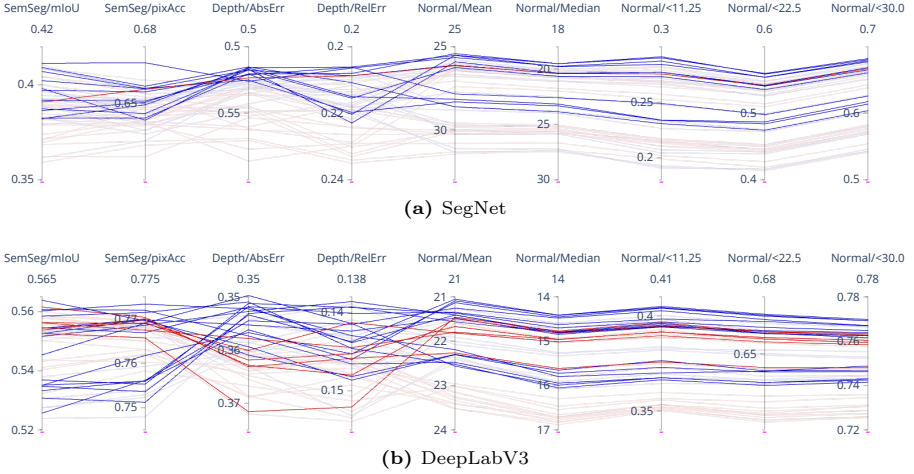 SemSeg/mIoU SemSeg/pixAcc Depth/AbsErr Depth/RelErr Normal/Mean Normal/Median Normal/<11.25 Normal/<22.5 Normal/<30.0
0.42 0.68 0.5 0.2 25 18 0.3 0.6 0.7
0.5 0.2 25
20
0.4
0.65 0.25
0.55 0.22 0.5 0.6
25
30
0.2
0.35 0.24 30 0.4 0.5
(a) SegNet
SemSeg/mIoU SemSeg/pixAcc Depth/AbsErr Depth/RelErr Normal/Mean Normal/Median Normal/<11.25 Normal/<22.5 Normal/<30.0
0.565 0.775 0.35 0.138 21 14 0.41 0.68 0.78
0.35 21 14 0.78
0.56 0.14 0.4
0.77
22 15 0.76
0.36 0.65
0.76
0.54
0.15 23 16 0.74
0.75 0.37 0.35
0.52 24 17 0.72
(b) DeepLabV3